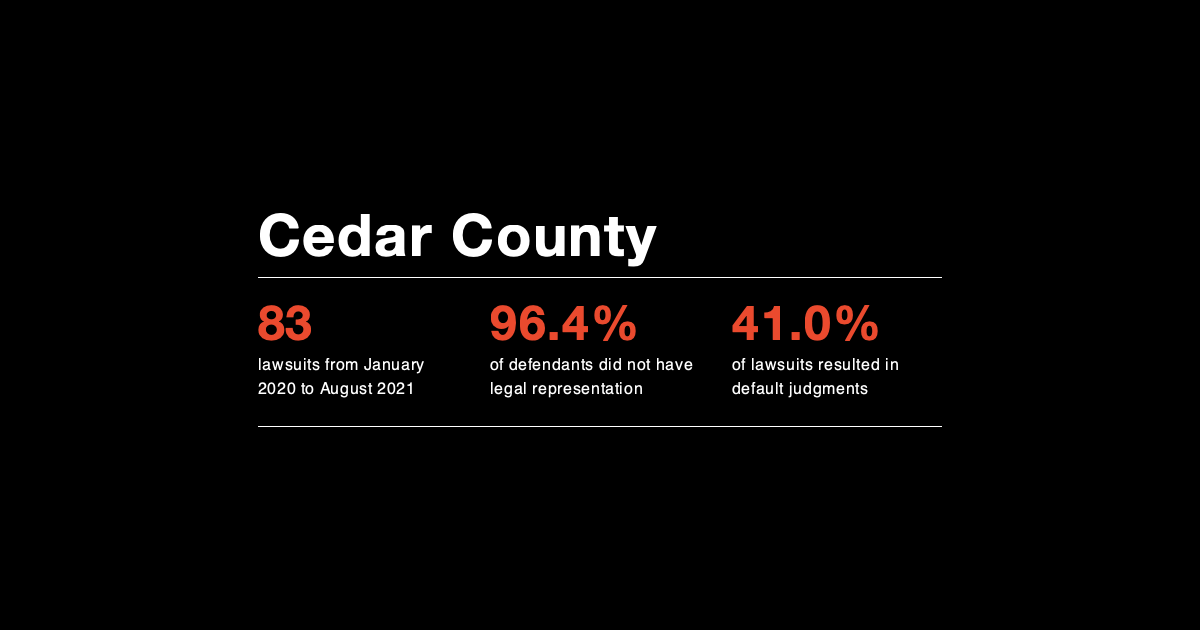 Cedar County
83
lawsuits from January
2020 to August 2021
96.4%
of defendants did not have
legal representation
41.0%
of lawsuits resulted in
default judgments